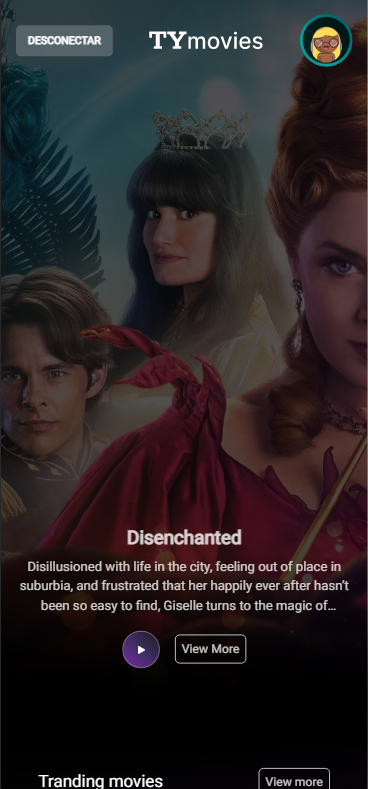 DESCONECTAR
TYmovies
Disenchanted
Disillusioned with life in the city, feeling out of place in
suburbia, and frustrated that her happily ever after hasn't
been so easy to find, Giselle turns to the magic of...
View More
Tranding movies
View more